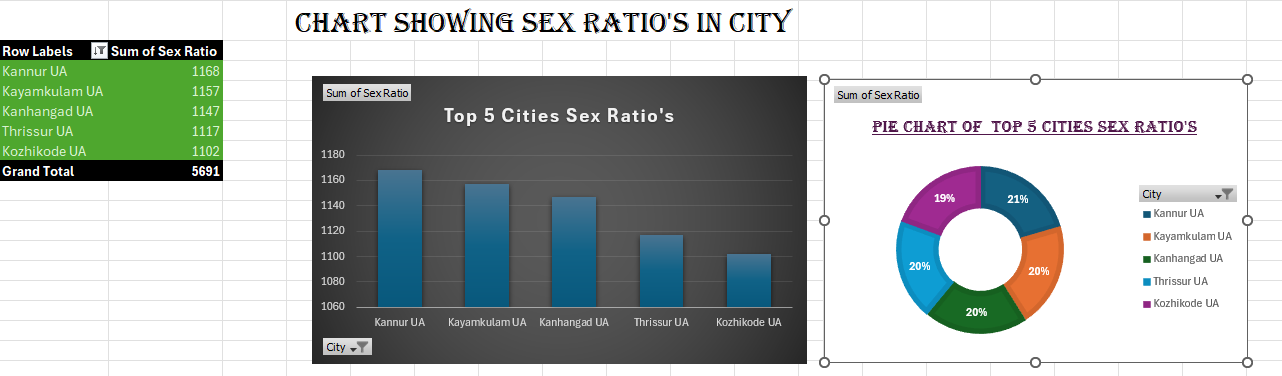 CHART SHOWING SEX RATIO'S IN CITY
Row Labels Sum of Sex Ratio
Kannur UA 1168
Kayamkulam UA 1157
Kanhangad UA 1147
Thrissur UA 1117
Kozhikode UA 1102
Grand Total 5691
Sum of Sex Ratio
Top 5 Cities Sex Ratio's
1180
1160
1140
1120
1100
1080
1060
Kannur UA Kayamkulam UA Kanhangad UA Thrissur UA Kozhikode UA
City
Sum of Sex Ratio
PIE CHART OF TOP 5 CITIES SEX RATIO'S
19% 21%
20% 20%
20%
City
Kannur UA
Kayamkulam UA
Kanhangad UA
Thrissur UA
Kozhikode UA